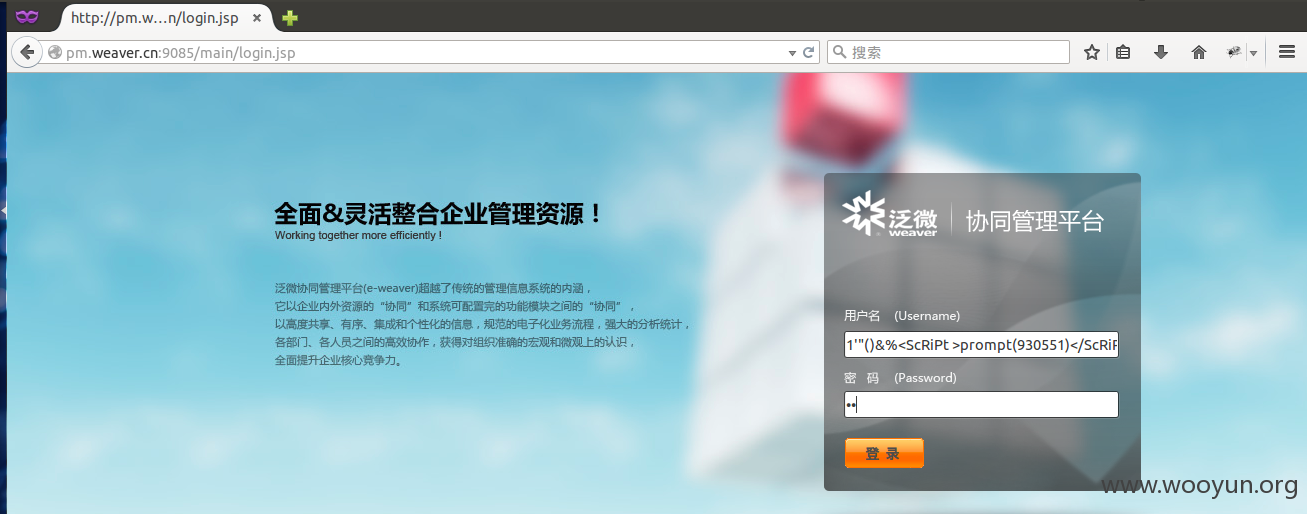 http://pm.w...n/login.jsp
pm.weaver.cn:9085/main/login.jsp
搜索
全面&灵活整合企业管理资源！
Working together more efficiently !
泛微协同管理平台(e-weaver)超越了传统的管理信息系统的内涵，
它以企业内外资源的“协同”和系统可配置完的功能模块之间的“协同”，
以高度共享、有序、集成和个性化的信息，规范的电子化业务流程，强大的分析统计，
各部门、各人员之间的高效协作，获得对组织准确的宏观和微观上的认识，
全面提升企业核心竞争力。
泛微
weaver
协同管理平台
用户名 (Username)
1'"()&%<ScRiPt >prompt(930551)</ScRiP
密 码 (Password)
登 录
www.wooyun.org